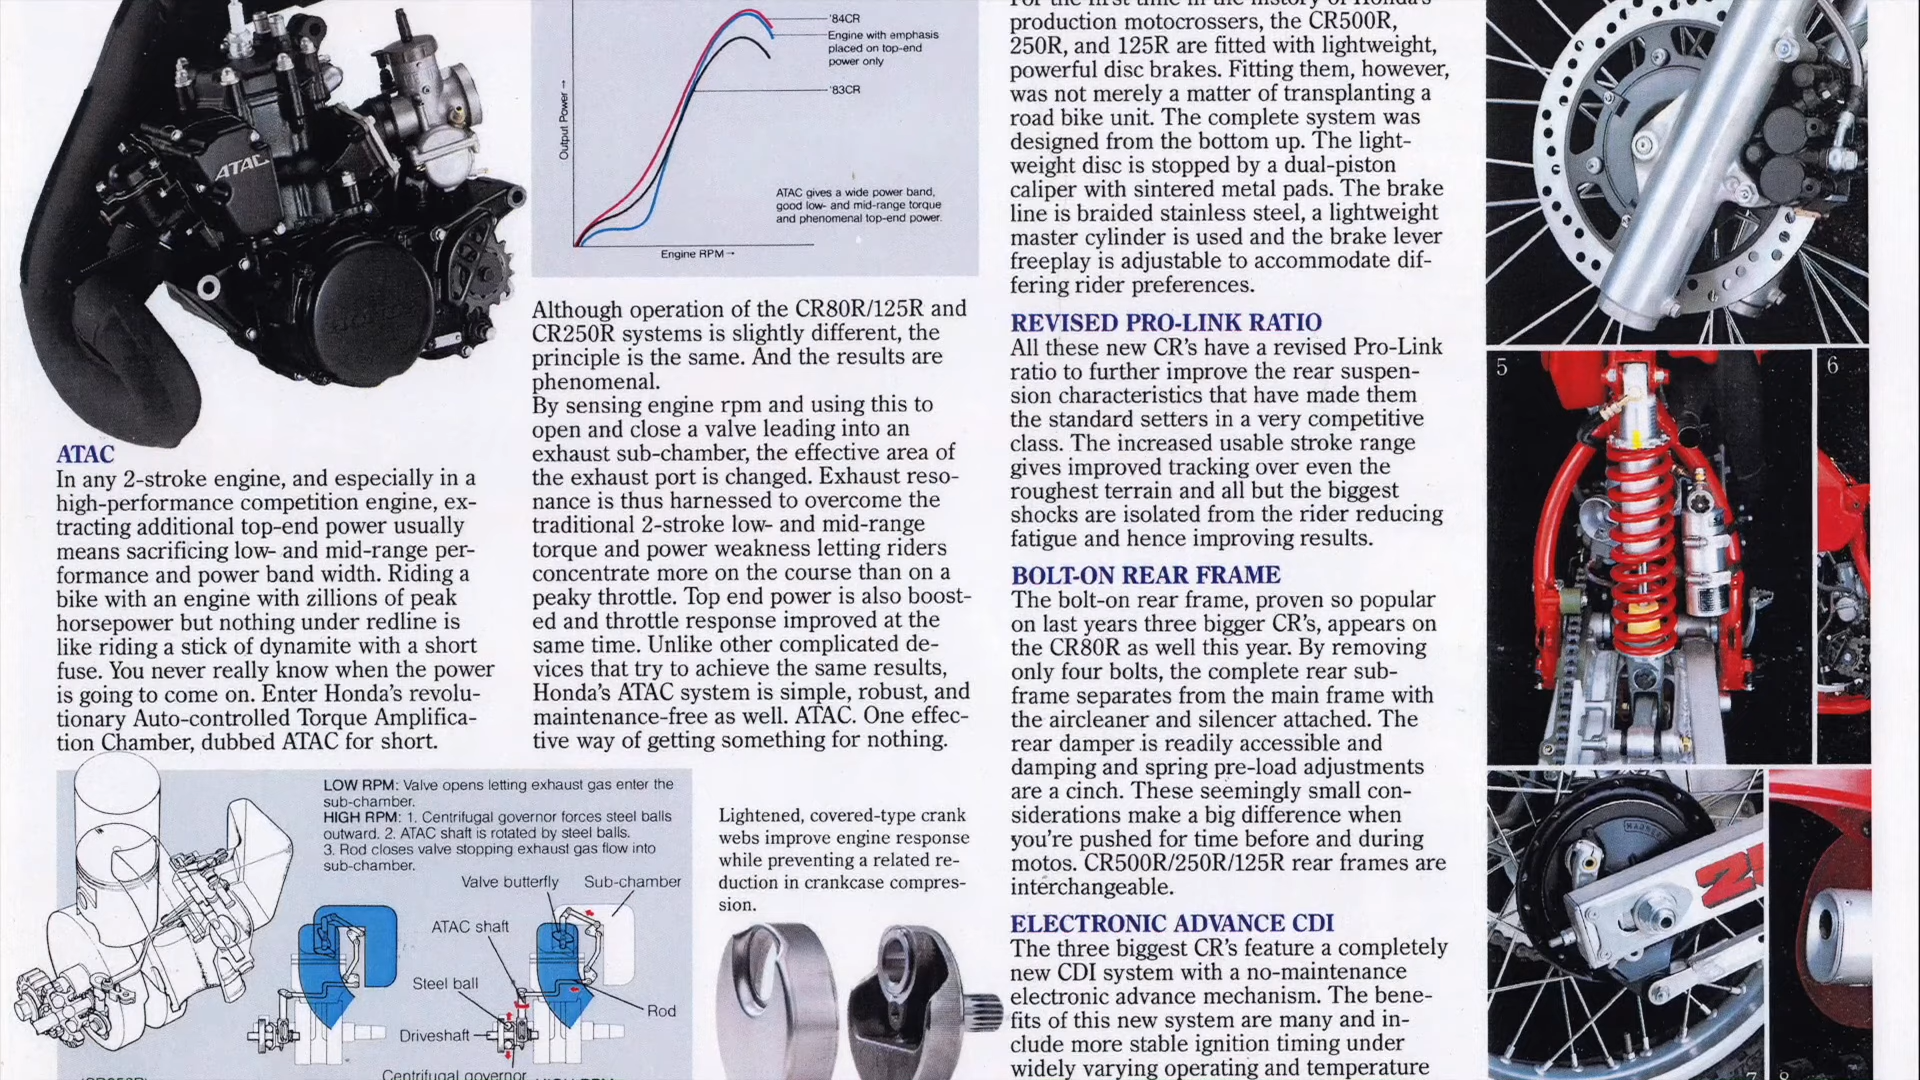 ATAC
ATAC
In any 2-stroke engine, and especially in a
high-performance competition engine, ex-
tracting additional top-end power usually
means sacrificing low- and mid-range per-
formance and power band width. Riding a
bike with an engine with zillions of peak
horsepower but nothing under redline is
like riding a stick of dynamite with a short
fuse. You never really know when the power
is going to come on. Enter Honda's revolu-
tionary Auto-controlled Torque Amplifica-
tion Chamber, dubbed ATAC for short.
LOW RPM: Valve opens letting exhaust gas enter the
sub-chamber.
HIGH RPM: 1. Centrifugal governor forces steel balls
outward. 2. ATAC shaft is rotated by steel balls.
3. Rod closes valve stopping exhaust gas flow into
sub-chamber.
Valve butterfly
Sub-chamber
ATAC shaft
Steel ball
Rod
Driveshaft
Centrifugal governor
'84CR
Engine with emphasis
placed on top-end
power only
'83CR
Output Power→
ATAC gives a wide power band,
good low- and mid-range torque
and phenomenal top-end power.
Engine RPM→
Although operation of the CR80R/125R and
CR250R systems is slightly different, the
principle is the same. And the results are
phenomenal.
By sensing engine rpm and using this to
open and close a valve leading into an
exhaust sub-chamber, the effective area of
the exhaust port is changed. Exhaust reso-
nance is thus harnessed to overcome the
traditional 2-stroke low- and mid-range
torque and power weakness letting riders
concentrate more on the course than on a
peaky throttle. Top end power is also boost-
ed and throttle response improved at the
same time. Unlike other complicated de-
vices that try to achieve the same results,
Honda's ATAC system is simple, robust, and
maintenance-free as well. ATAC. One effec-
tive way of getting something for nothing.
Lightened, covered-type crank
webs improve engine response
while preventing a related re-
duction in crankcase compres-
sion.
For the first time in the history of Honda's
production motocrossers, the CR500R,
250R, and 125R are fitted with lightweight,
powerful disc brakes. Fitting them, however,
was not merely a matter of transplanting a
road bike unit. The complete system was
designed from the bottom up. The light-
weight disc is stopped by a dual-piston
caliper with sintered metal pads. The brake
line is braided stainless steel, a lightweight
master cylinder is used and the brake lever
freeplay is adjustable to accommodate dif-
fering rider preferences.
REVISED PRO-LINK RATIO
All these new CR's have a revised Pro-Link
ratio to further improve the rear suspen-
sion characteristics that have made them
the standard setters in a very competitive
class. The increased usable stroke range
gives improved tracking over even the
roughest terrain and all but the biggest
shocks are isolated from the rider reducing
fatigue and hence improving results.
BOLT-ON REAR FRAME
The bolt-on rear frame, proven so popular
on last years three bigger CR's, appears on
the CR80R as well this year. By removing
only four bolts, the complete rear sub-
frame separates from the main frame with
the aircleaner and silencer attached. The
rear damper is readily accessible and
damping and spring pre-load adjustments
are a cinch. These seemingly small con-
siderations make a big difference when
you're pushed for time before and during
motos. CR500R/250R/125R rear frames are
interchangeable.
ELECTRONIC ADVANCE CDI
The three biggest CR's feature a completely
new CDI system with a no-maintenance
electronic advance mechanism. The bene-
fits of this new system are many and in-
clude more stable ignition timing under
widely varying operating and temperature
5
6